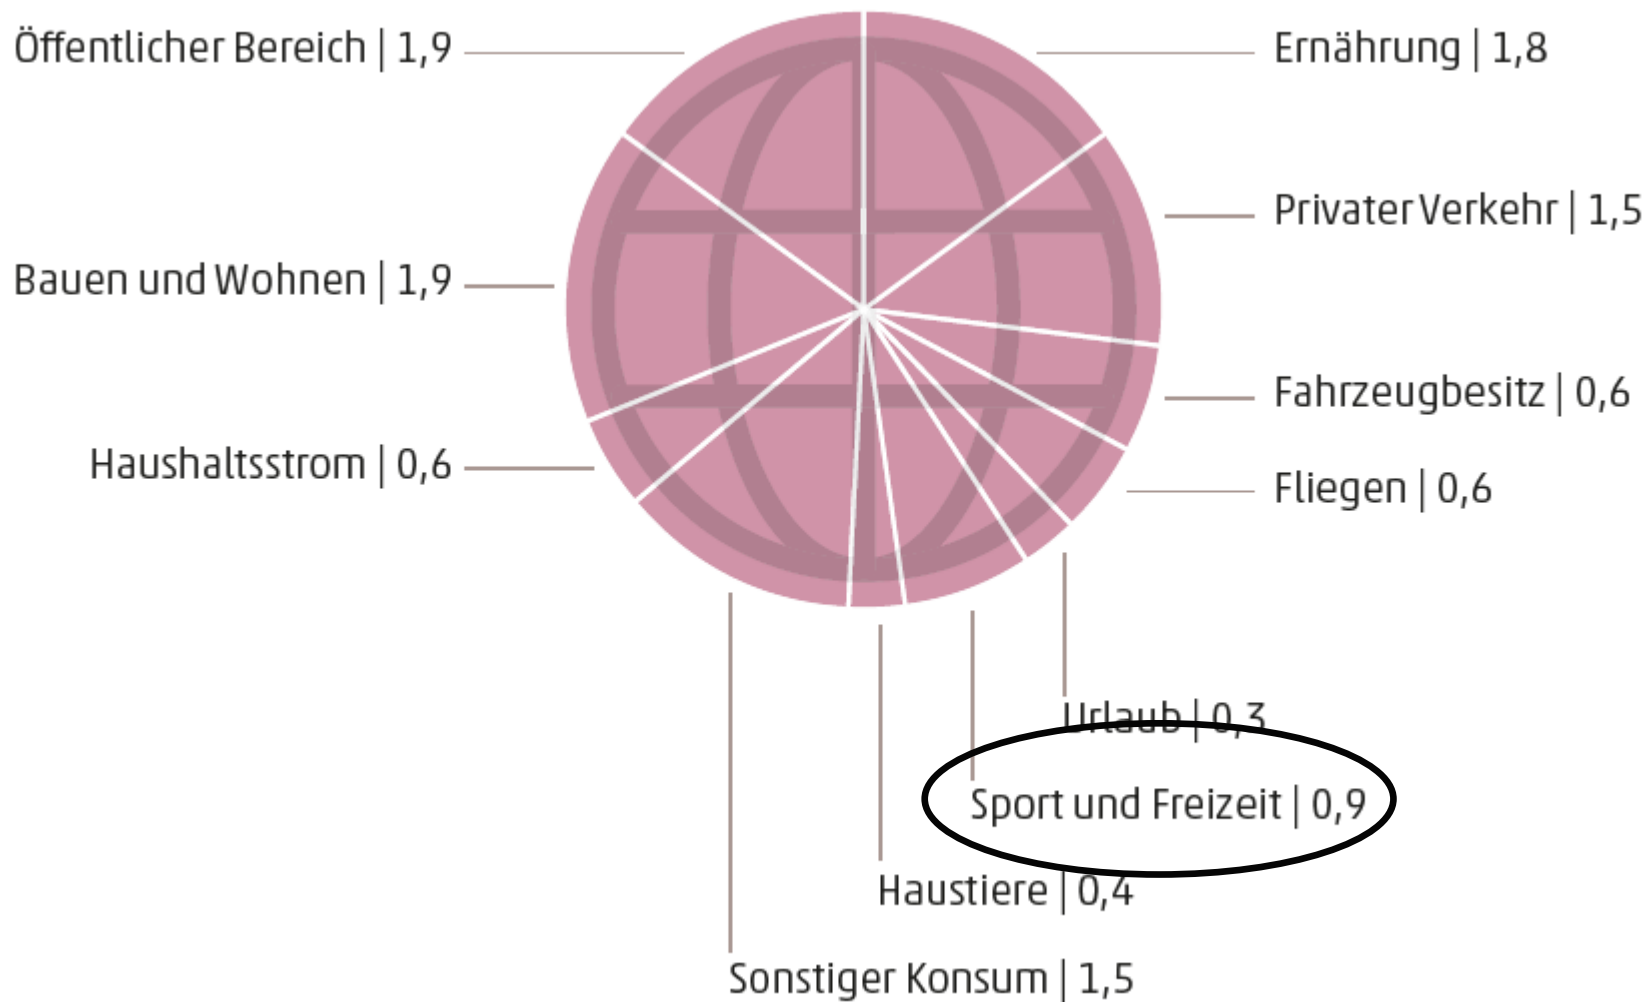 Öffentlicher Bereich | 1,9
Ernährung | 1,8
Privater Verkehr | 1,5
Bauen und Wohnen | 1,9
Fahrzeugbesitz | 0,6
Haushaltsstrom | 0,6
Fliegen | 0,6
Urlaub | 0,3
Sport und Freizeit | 0,9
Haustiere | 0,4
Sonstiger Konsum | 1,5